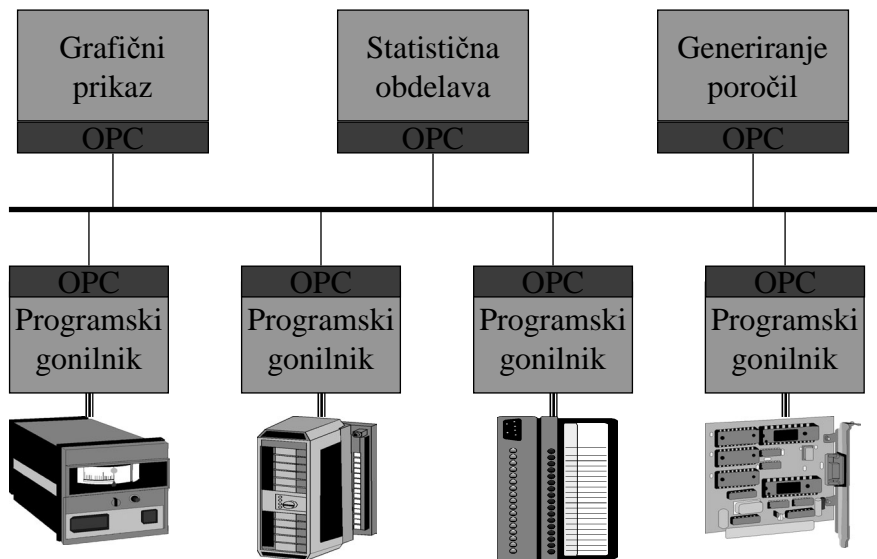 Grafični
prikaz
OPC
Statistična
obdelava
OPC
Generiranje
poročil
OPC
OPC
Programski
gonilnik
OPC
Programski
gonilnik
OPC
Programski
gonilnik
OPC
Programski
gonilnik